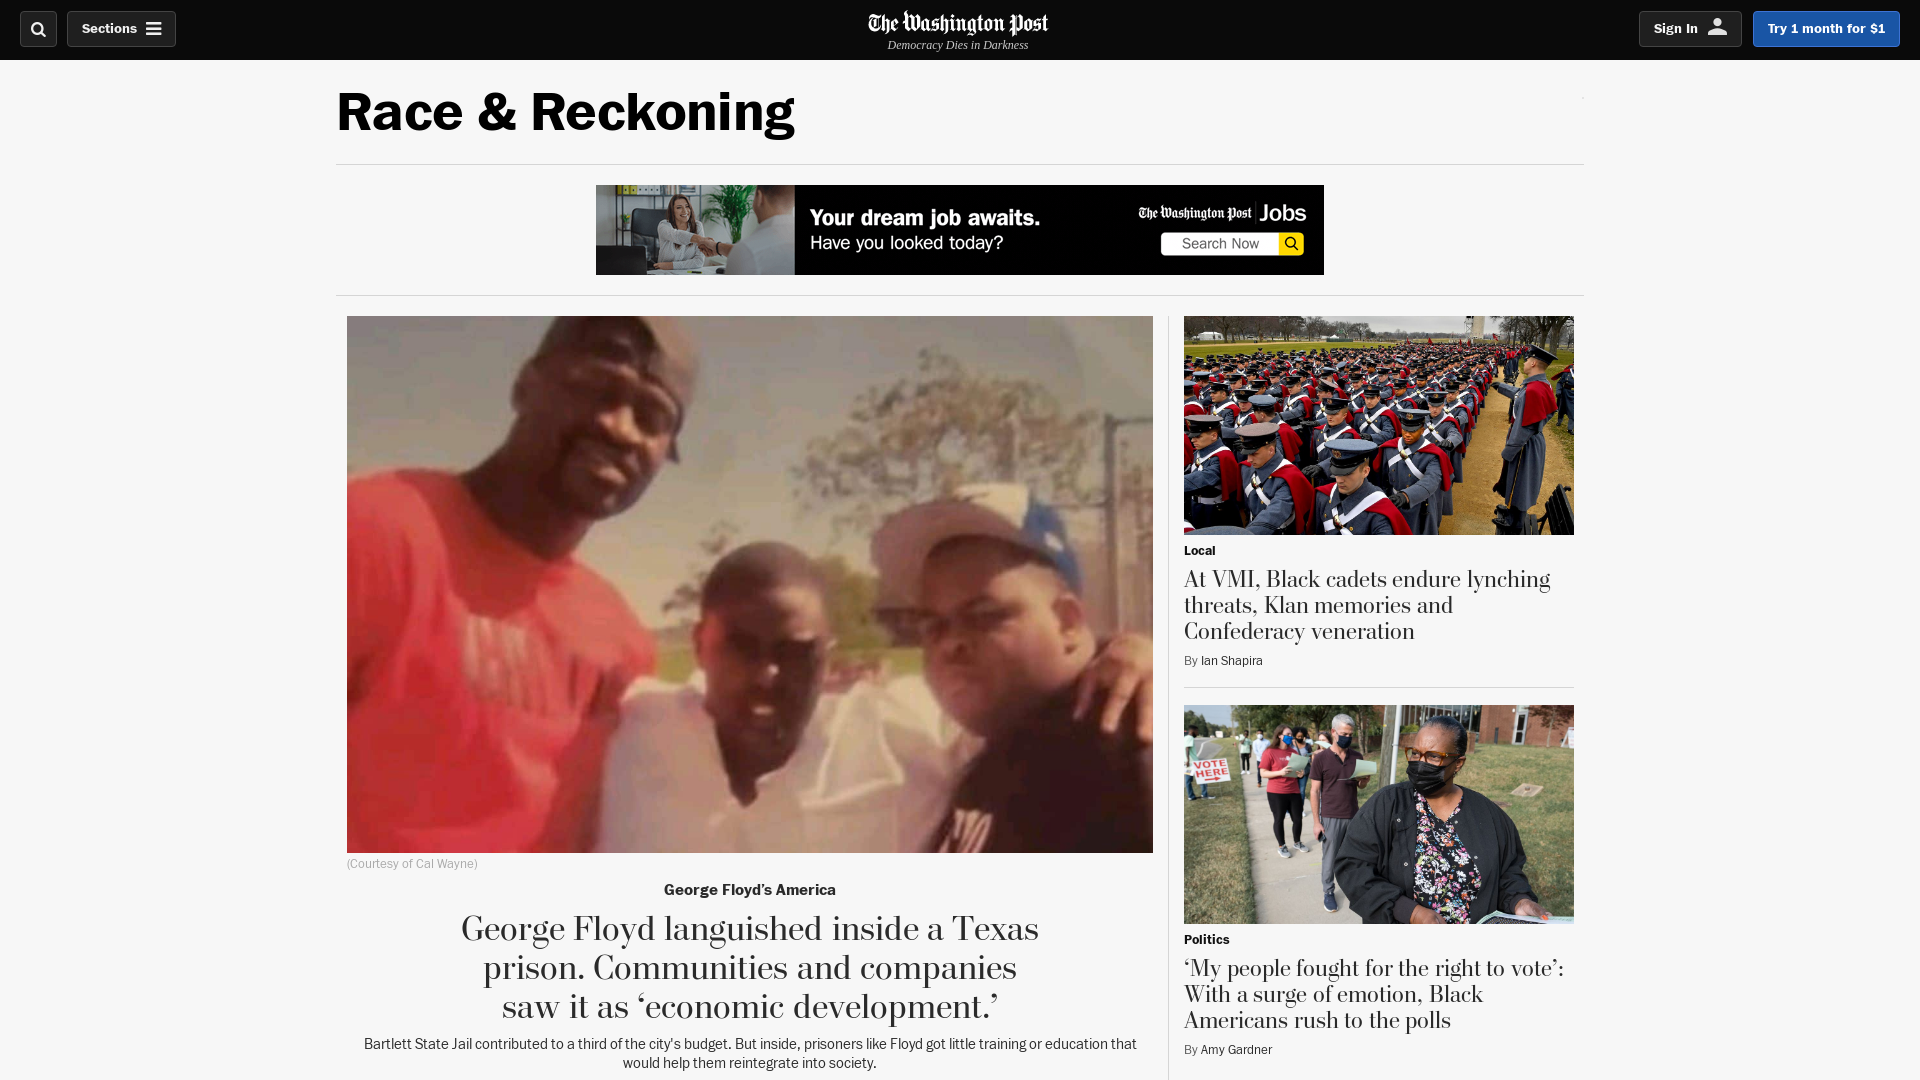 Sections
The Washington Post
Democracy Dies in Darkness
Sign In
Try 1 month for $1
Race & Reckoning
Your dream job awaits.
Have you looked today?
The Washington Post Jobs
Search Now
(Courtesy of Cal Wayne)
George Floyd’s America
George Floyd languished inside a Texas
prison. Communities and companies
saw it as ‘economic development.’
Bartlett State Jail contributed to a third of the city's budget. But inside, prisoners like Floyd got little training or education that
would help them reintegrate into society.
Local
At VMI, Black cadets endure lynching
threats, Klan memories and
Confederacy veneration
By Ian Shapira
VOTE
HERE
Politics
‘My people fought for the right to vote’:
With a surge of emotion, Black
Americans rush to the polls
By Amy Gardner